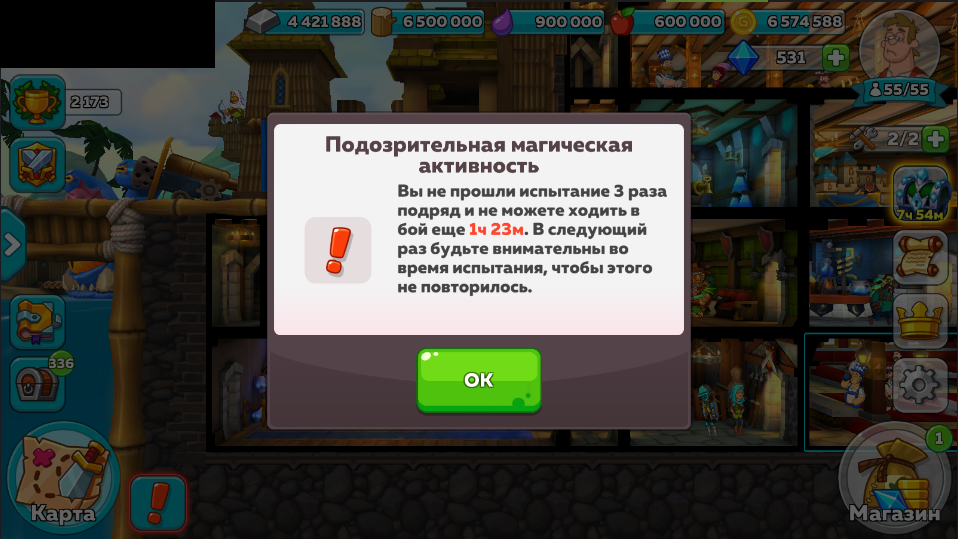 4 421 888
6 500 000
900 000
600 000
6 574 588
531
55/55
2 173
2/2
7ч 54м
336
Подозрительная магическая
активность
Вы не прошли испытание 3 раза
подряд и не можете ходить в
бой еще 1ч 23м. В следующий
раз будьте внимательны во
время испытания, чтобы этого
не повторилось.
ОК
1
Карта
Магазин